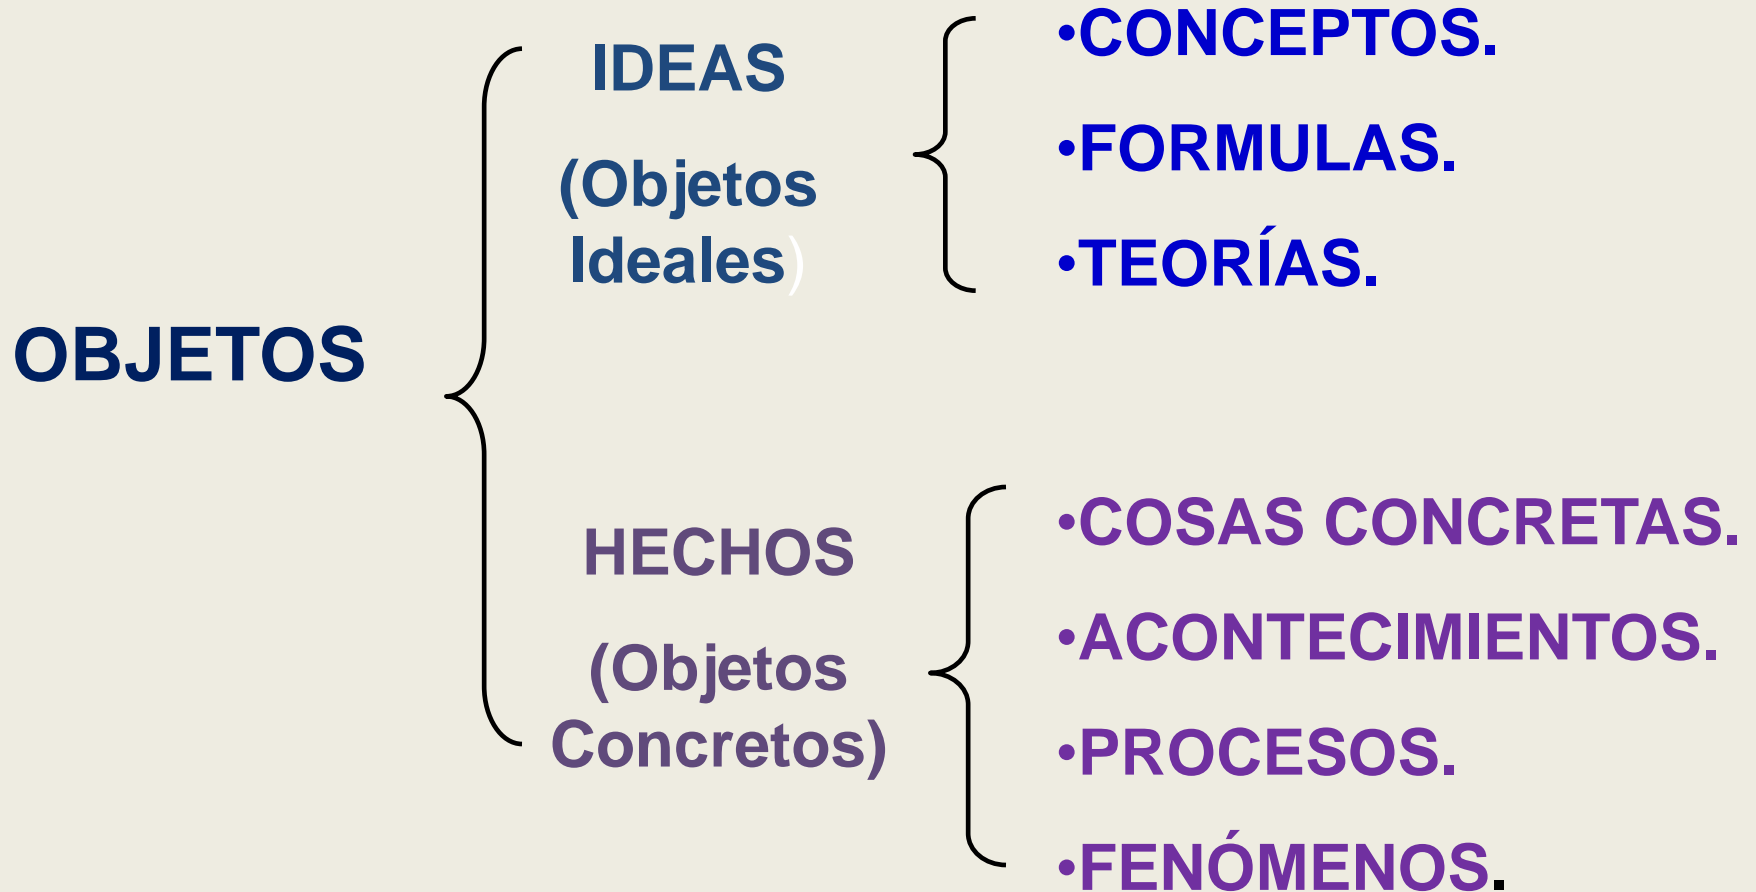 OBJETOS
IDEAS
(Objetos
Ideales)
•CONCEPTOS.
•FORMULAS.
•TEORÍAS.
HECHOS
(Objetos
Concretos)
•COSAS CONCRETAS.
•ACONTECIMIENTOS.
•PROCESOS.
•FENÓMENOS.